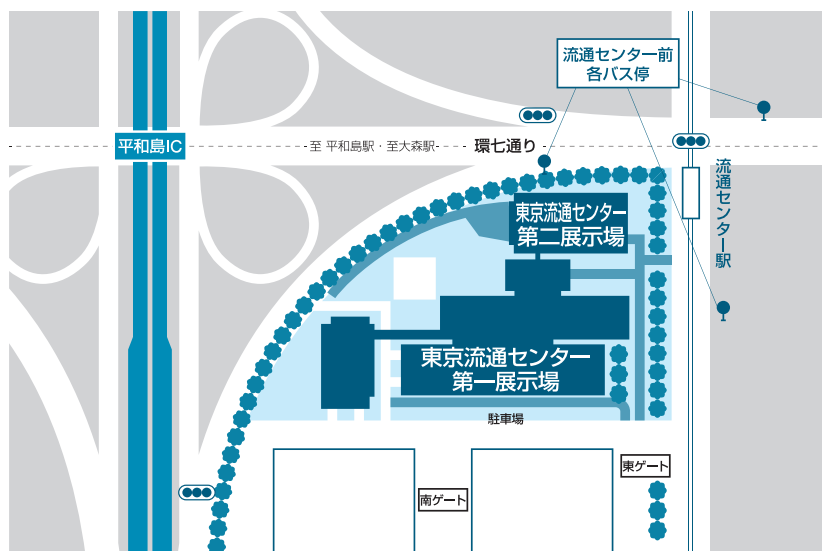 流通センター前
各バス停
平和島IC
至 平和島駅・至大森駅
環七通り
流通センター駅
東京流通センター
第二展示場
東京流通センター
第一展示場
駐車場
東ゲート
南ゲート